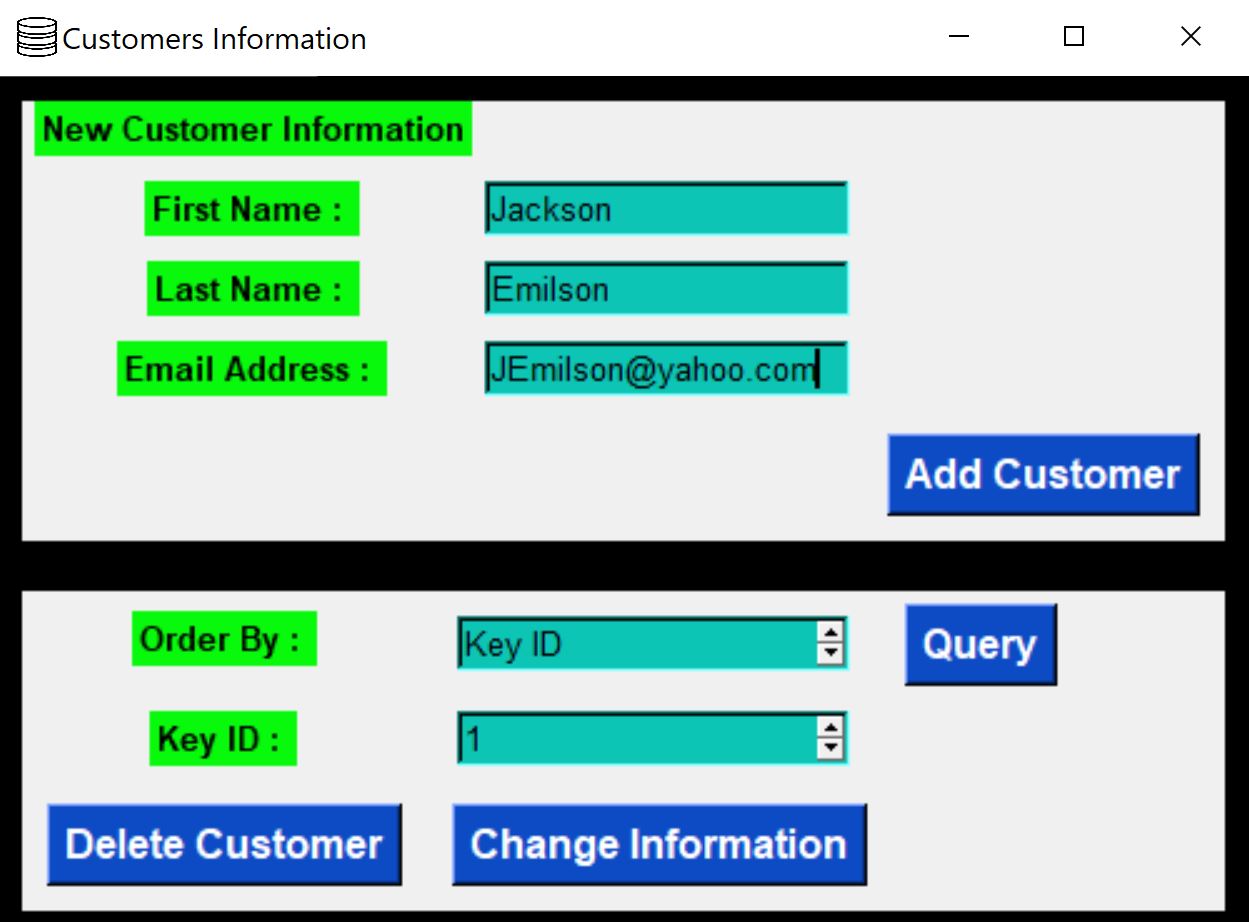 Customers Information
New Customer Information
First Name : Jackson
Last Name : Emilson
Email Address : JEmilson@yahoo.com
Add Customer
Order By : Key ID Query
Key ID : 1
Delete Customer Change Information